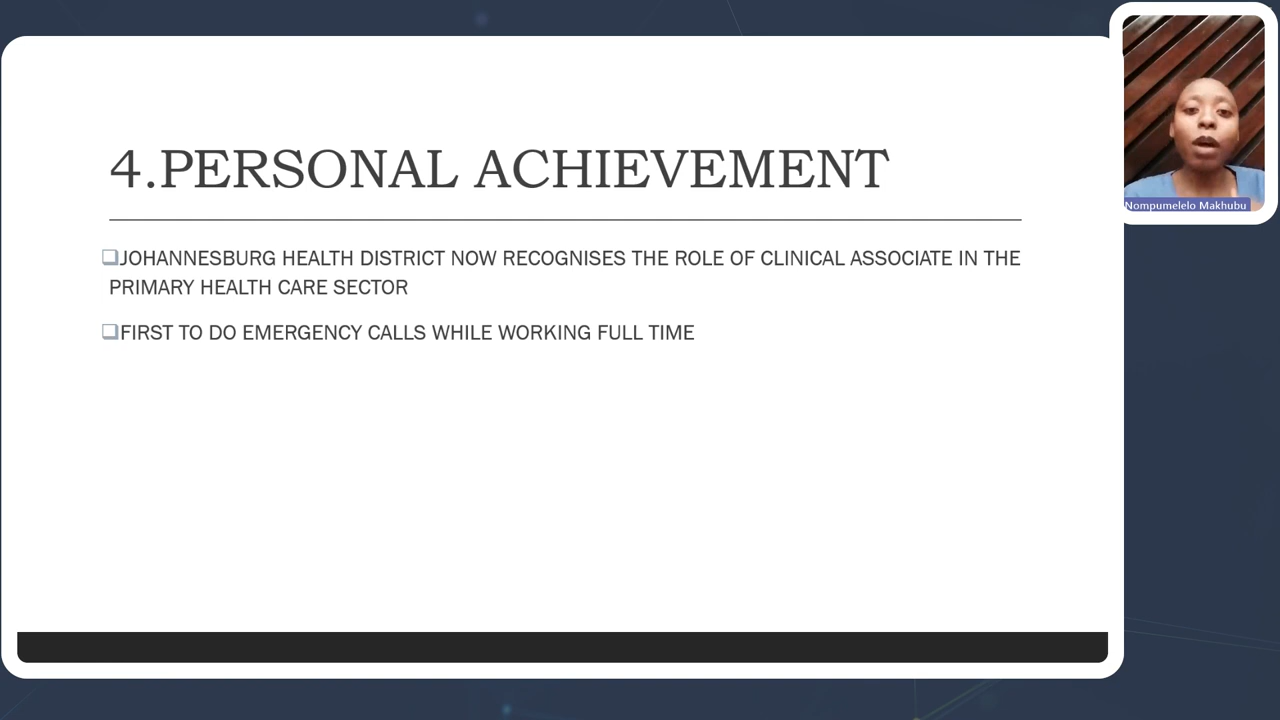 4.PERSONAL ACHIEVEMENT
JOHANNESBURG HEALTH DISTRICT NOW RECOGNISES THE ROLE OF CLINICAL ASSOCIATE IN THE
PRIMARY HEALTH CARE SECTOR
FIRST TO DO EMERGENCY CALLS WHILE WORKING FULL TIME
Nompumelelo Makhubu